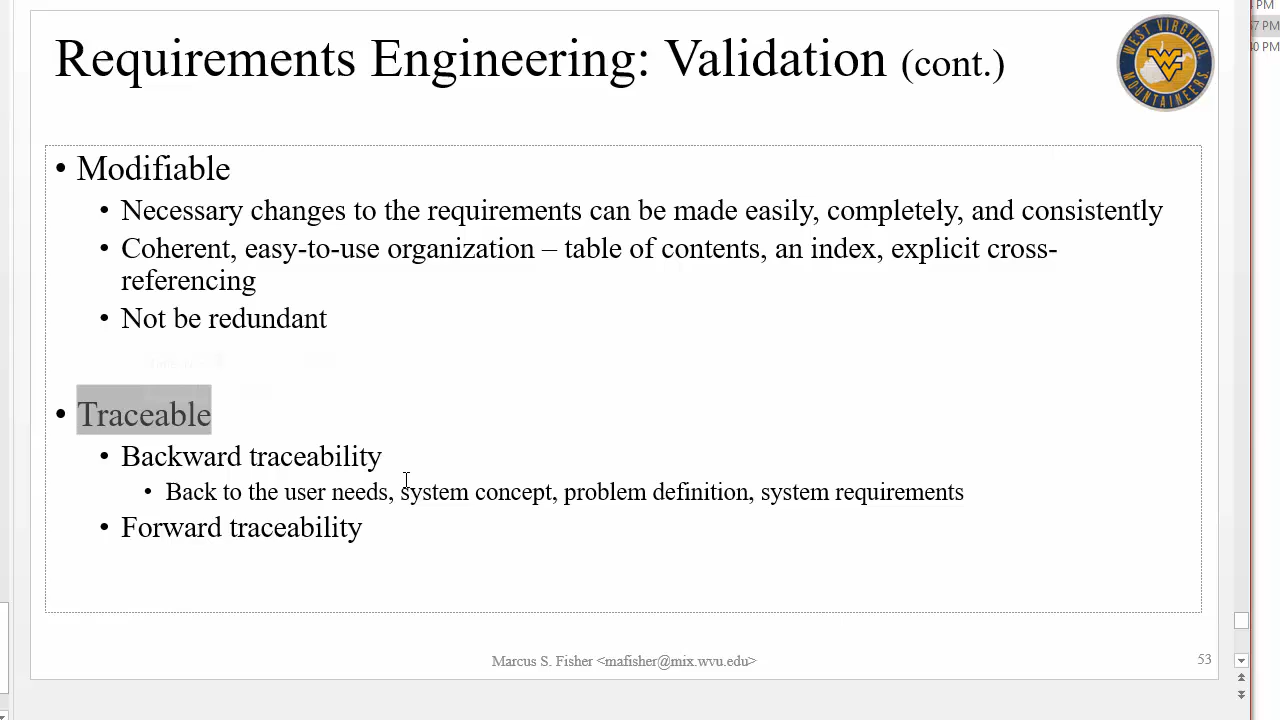 Requirements Engineering: Validation (cont.)
WEST VIRGINIA
MOUNTAINEERS
• Modifiable
• Necessary changes to the requirements can be made easily, completely, and consistently
• Coherent, easy-to-use organization – table of contents, an index, explicit cross-
referencing
• Not be redundant
• Traceable
• Backward traceability
• Back to the user needs, system concept, problem definition, system requirements
• Forward traceability
Marcus S. Fisher <mafisher@mix.wvu.edu>
53
PM
PM
PM